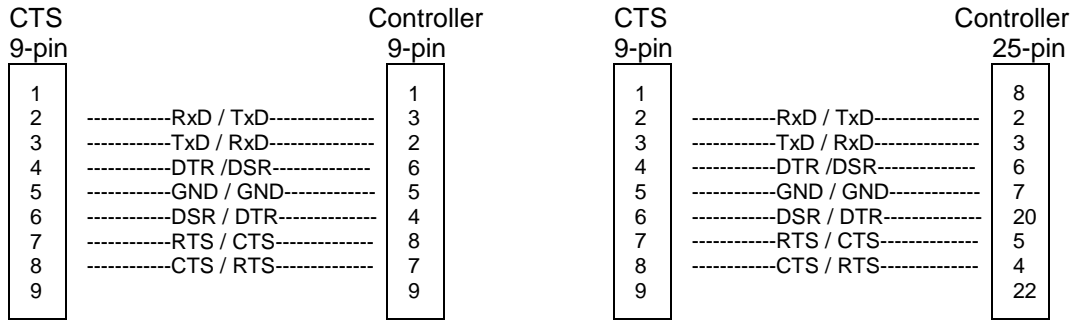 CTS Controller CTS Controller
9-pin 9-pin 9-pin 25-pin
1 1 1 8
2 ------------RxD / TxD--------------- 3 2 ------------RxD / TxD--------------- 2
3 ------------TxD / RxD--------------- 2 3 ------------TxD / RxD--------------- 3
4 ------------DTR /DSR-------------- 6 4 ------------DTR /DSR-------------- 6
5 ------------GND / GND------------- 5 5 ------------GND / GND------------- 7
6 ------------DSR / DTR-------------- 4 6 ------------DSR / DTR-------------- 20
7 ------------RTS / CTS-------------- 8 7 ------------RTS / CTS-------------- 5
8 ------------CTS / RTS-------------- 7 8 ------------CTS / RTS-------------- 4
9 9 9 22